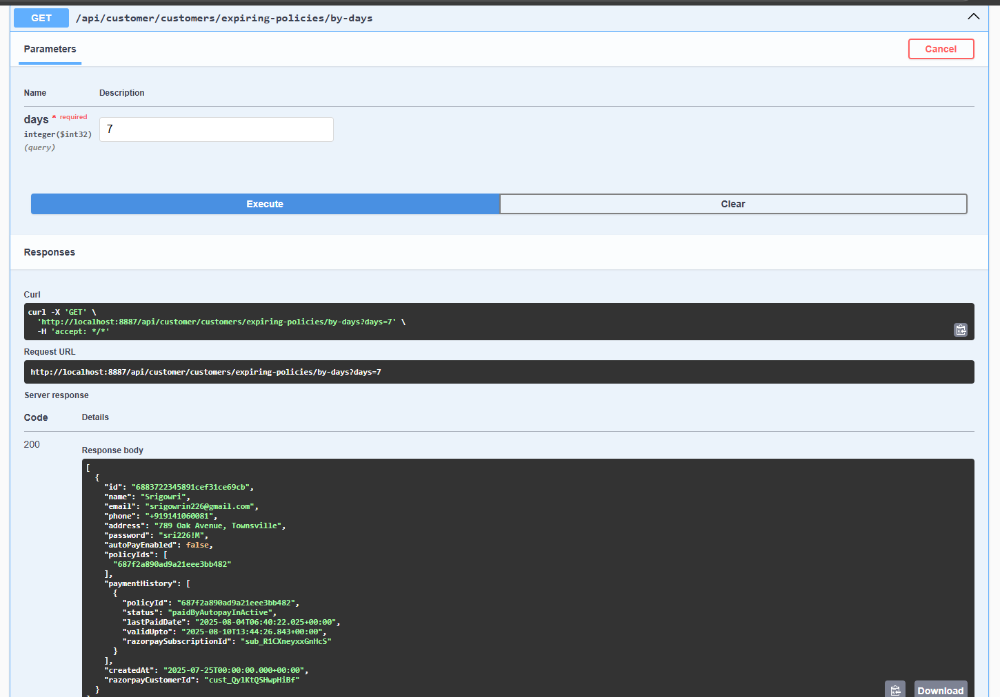 GET /api/customer/customers/expiring-policies/by-days
Parameters
Cancel
Name Description
days * required
integer($int32)
(query)
7
Execute
Clear
Responses
Curl
curl -X 'GET' \
'http://localhost:8887/api/customer/customers/expiring-policies/by-days?days=7' \
-H 'accept: */*'
Request URL
http://localhost:8887/api/customer/customers/expiring-policies/by-days?days=7
Server response
Code Details
200
Response body
[
{
"id": "6883722345891cef31ce69cb",
"name": "Srigowri",
"email": "srigowrin226@gmail.com",
"phone": "+919141060081",
"address": "789 Oak Avenue, Townsville",
"password": "sri226!M",
"autoPayEnabled": false,
"policyIds": [
"687f2a890ad9a21eee3bb482"
],
"paymentHistory": [
{
"policyId": "687f2a890ad9a21eee3bb482",
"status": "paidByAutopayInActive",
"lastPaidDate": "2025-08-04T06:40:22.025+00:00",
"validUpto": "2025-08-10T13:44:26.843+00:00",
"razorpaySubscriptionId": "sub_R1CXneyxxGnHcS"
}
],
"createdAt": "2025-07-25T00:00:00.000+00:00",
"razorpayCustomerId": "cust_QylKtQSHwpHiBf"
}
Download